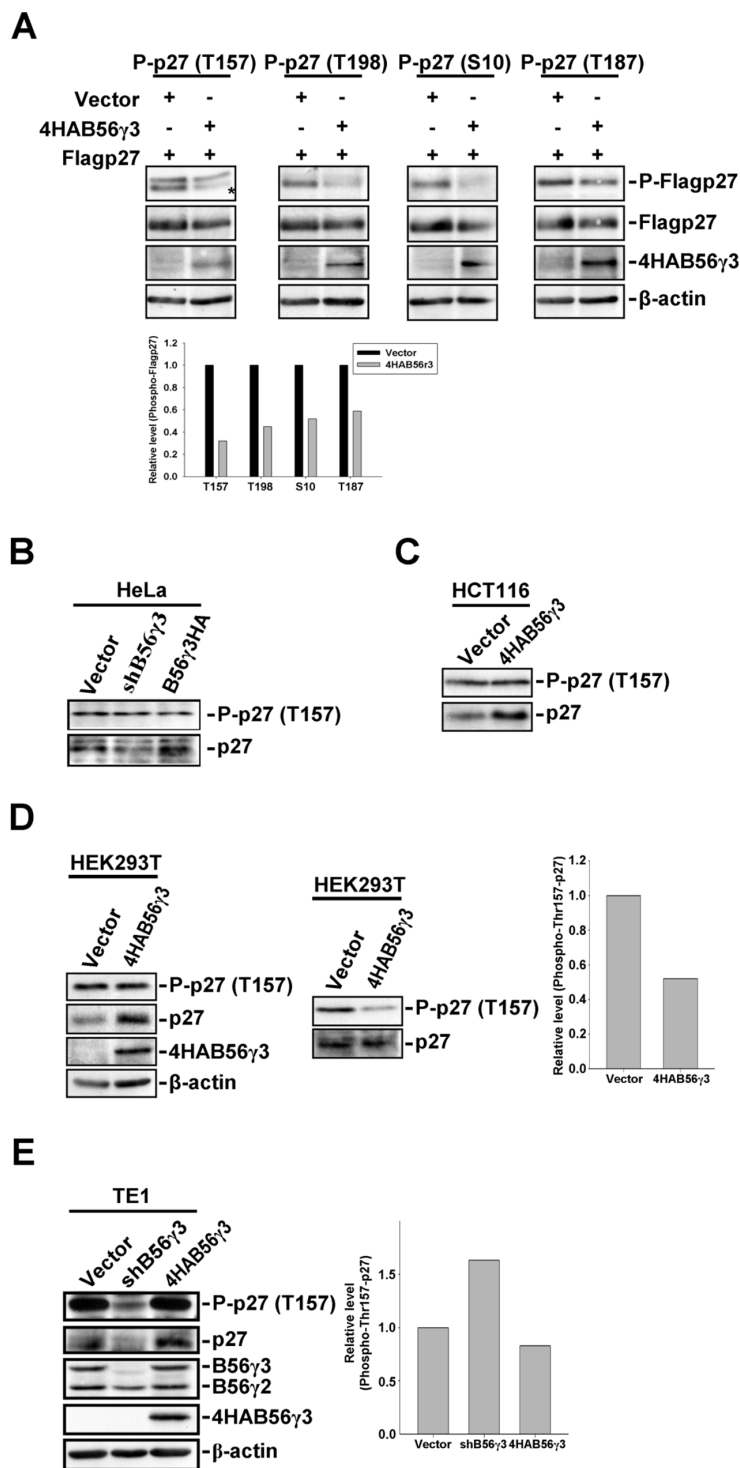 A
P-p27 (T157) P-p27 (T198) P-p27 (S10) P-p27 (T187)
Vector + - + - + - + -
4HAB56γ3 - + - + - + - +
Flagp27 + + + + + + + +
*
-P-Flagp27
-Flagp27
-4HAB56γ3
-β-actin
Relative level (Phospho-Flagp27)
1.2
1.0
0.8
0.6
0.4
0.2
0.0
Vector
4HAB56r3
T157 T198 S10 T187
B
HeLa
Vector shB56γ3 B56γ3HA
-P-p27 (T157)
-p27
C
HCT116
Vector 4HAB56γ3
-P-p27 (T157)
-p27
D
HEK293T
Vector 4HAB56γ3
-P-p27 (T157)
-p27
-4HAB56γ3
-β-actin
HEK293T
Vector 4HAB56γ3
-P-p27 (T157)
-p27
Relative level (Phospho-Thr157-p27)
1.2
1.0
0.8
0.6
0.4
0.2
0.0
Vector 4HAB56γ3
E
TE1
Vector shB56γ3 4HAB56γ3
-P-p27 (T157)
-p27
-B56γ3
-B56γ2
-4HAB56γ3
-β-actin
Relative level
(Phospho-Thr157-p27)
1.5
1.0
0.5
0.0
Vector shB56γ3 4HAB56γ3